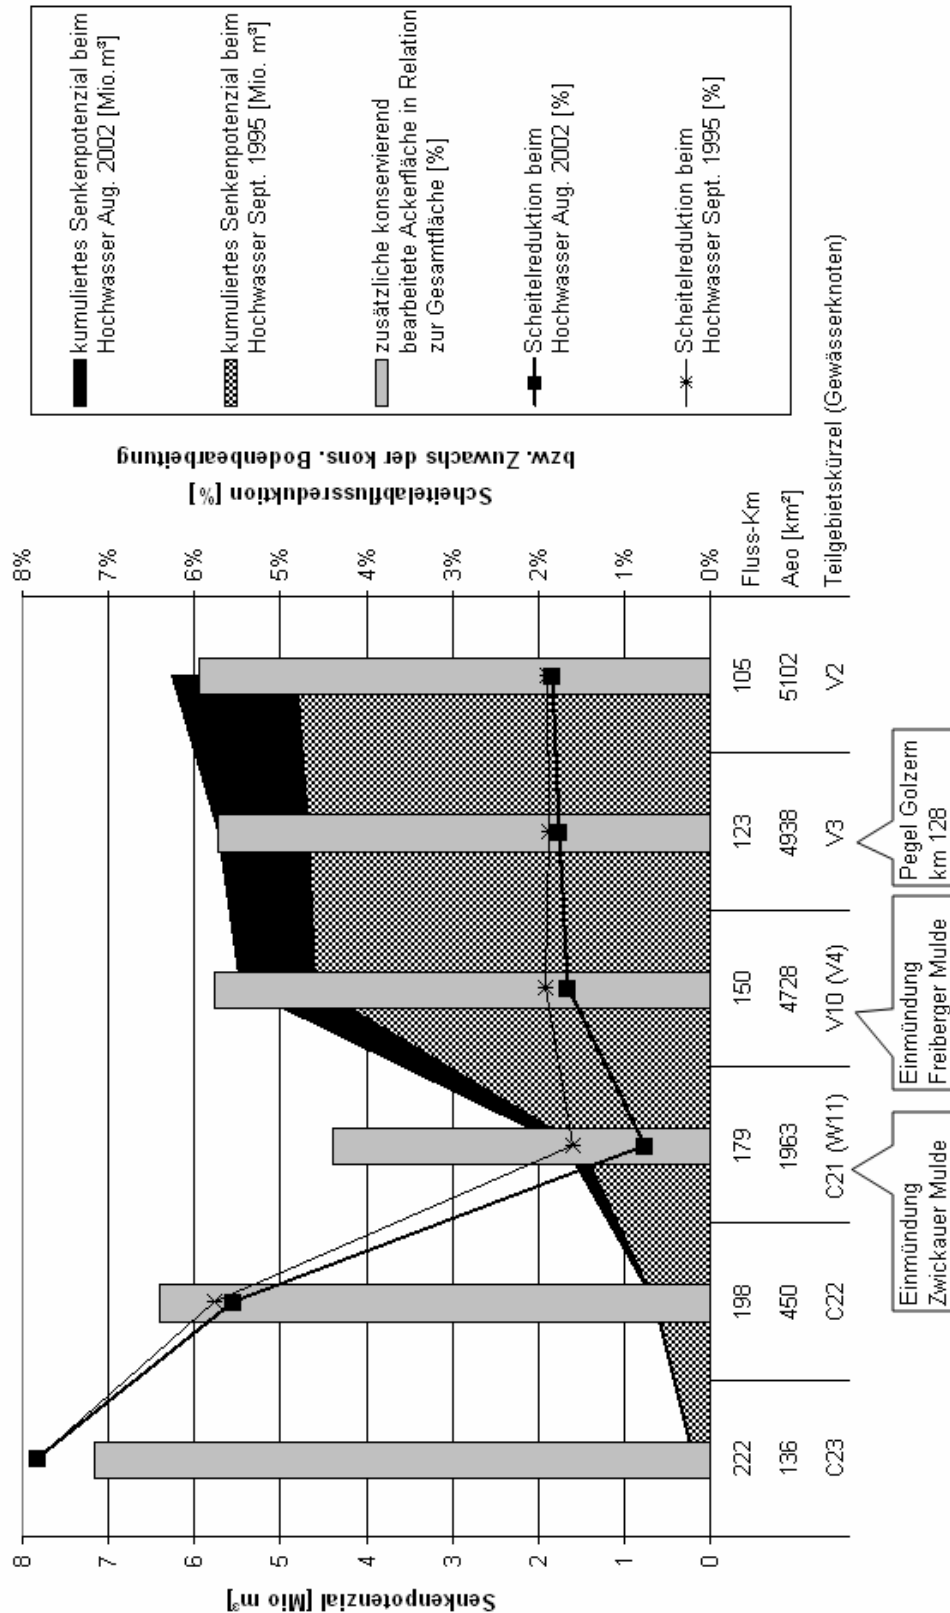 kumuliertes Senkenpotenzial beim
Hochwasser Aug. 2002 [Mio.m³]
kumuliertes Senkenpotenzial beim
Hochwasser Sept. 1995 [Mio. m³]
zusätzliche konservierend
bearbeitete Ackerfläche in Relation
zur Gesamtfläche [%]
Scheitelreduktion beim
Hochwasser Aug. 2002 [%]
Scheitelreduktion beim
Hochwasser Sept. 1995 [%]
Senkenpotenzial [Mio m³]
8
7
6
5
4
3
2
1
0
Scheitelabflussreduktion [%]
bzw. Zuwachs der kons. Bodenbearbeitung
8%
7%
6%
5%
4%
3%
2%
1%
0%
222 198 179 150 123 105 Fluss-Km
136 450 1963 4728 4938 5102 Aeo [km²]
C23 C22 C21 (W11) V10 (V4) V3 V2 Teilgebietskürzel (Gewässerknoten)
Einmündung
Zwickauer Mulde
Einmündung
Freiberger Mulde
Pegel Golzern
km 128